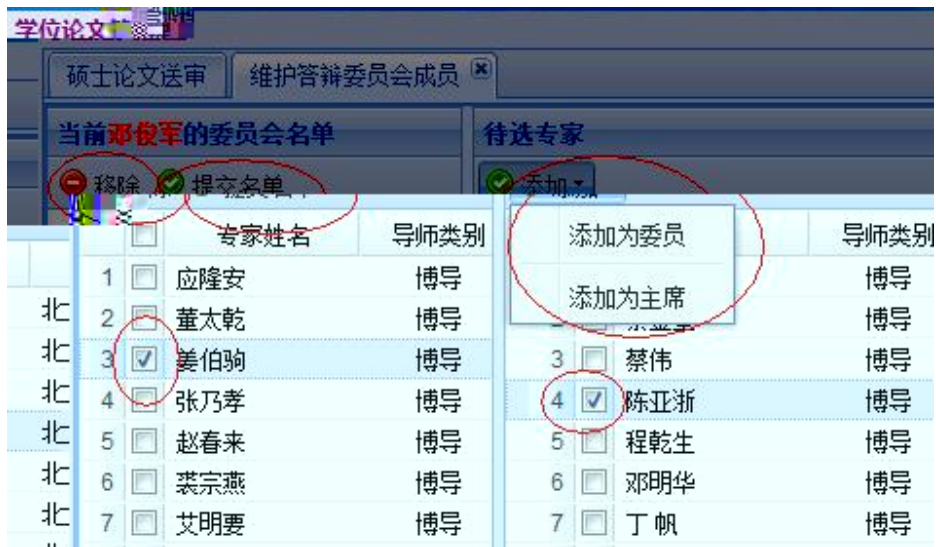 学位论文
硕士论文送审 维护答辩委员会成员
当前邓俊军的委员会名单 待选专家
移除 提交名单 添加
专家姓名 导师类别 添加为委员 导师类别
1 应隆安 博导 博导
添加为主席
北 2 董太乾 博导 博导
北 3 姜伯驹 博导 3 蔡伟 博导
北 4 张乃孝 博导 4 陈亚浙 博导
北 5 赵春来 博导 5 程乾生 博导
北 6 裘宗燕 博导 6 邓明华 博导
北 7 艾明要 博导 7 丁帆 博导